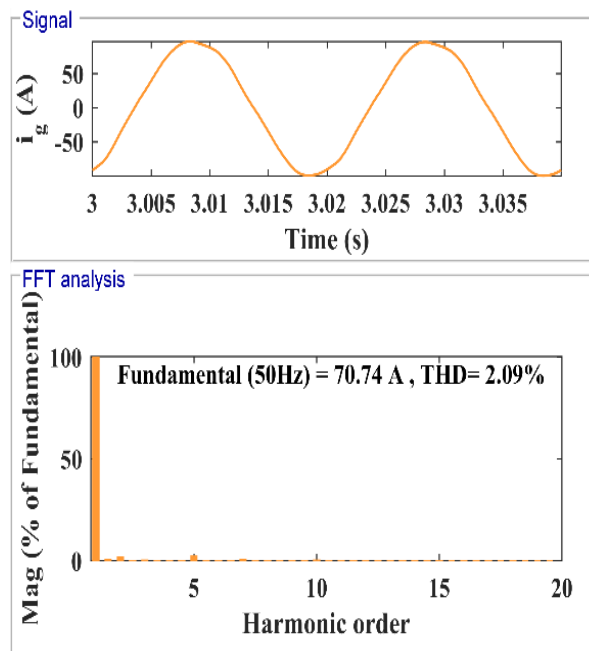 Signal
i_g (A)
50
0
-50
3 3.005 3.01 3.015 3.02 3.025 3.03 3.035
Time (s)
FFT analysis
Mag (% of Fundamental)
100
50
0
Fundamental (50Hz) = 70.74 A , THD= 2.09%
5 10 15 20
Harmonic order